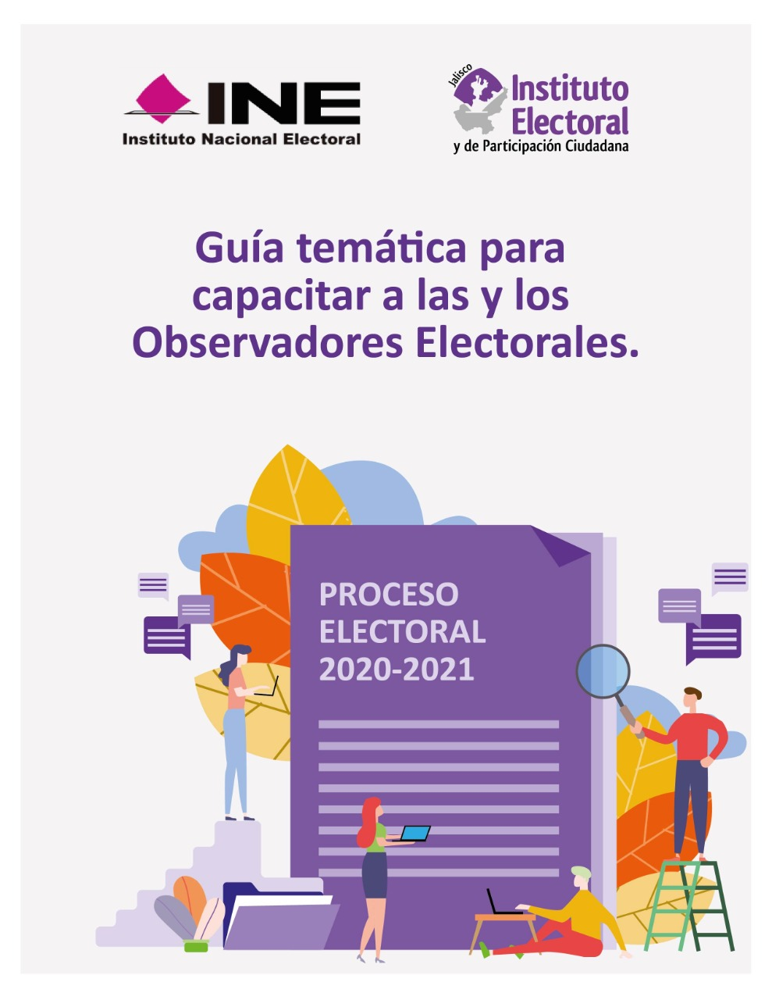 INE
Instituto Nacional Electoral
Jalisco
Instituto
Electoral
y de Participación Ciudadana
Guía temática para
capacitar a las y los
Observadores Electorales.
PROCESO
ELECTORAL
2020-2021